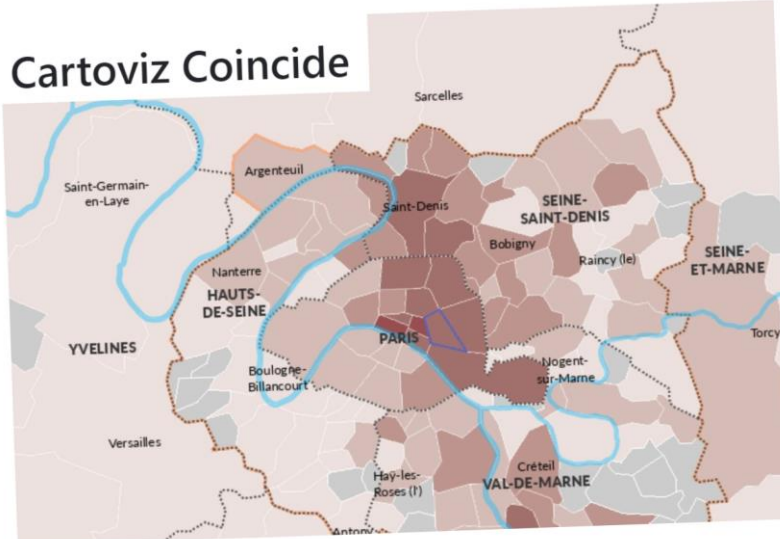 Cartoviz Coincide
Sarcelles
Argenteuil
Saint-Germain-
en-Laye
Saint-Denis
SEINE-
SAINT-DENIS
Bobigny
Raincy (le)
SEINE-
ET-MARNE
Nanterre
HAUTS-
DE-SEINE
PARIS
Torcy
YVELINES
Boulogne-
Billancourt
Nogent-
sur-Marne
Versailles
Haÿ-les-
Roses (l')
Créteil
VAL-DE-MARNE
Antony